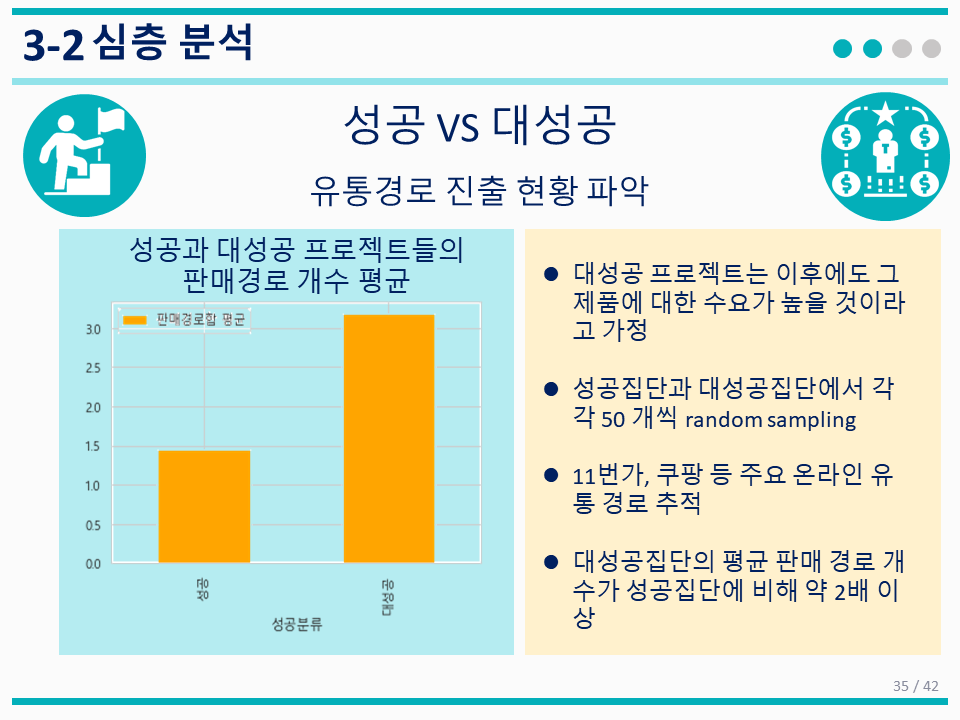 3-2 심층 분석
성공 VS 대성공
유통경로 진출 현황 파악
성공과 대성공 프로젝트들의
판매경로 개수 평균
판매경로합 평균
3.0
2.5
2.0
1.5
1.0
0.5
0.0
성공
대성공
성공분류
● 대성공 프로젝트는 이후에도 그
제품에 대한 수요가 높을 것이라
고 가정
● 성공집단과 대성공집단에서 각
각 50 개씩 random sampling
● 11번가, 쿠팡 등 주요 온라인 유
통 경로 추적
● 대성공집단의 평균 판매 경로 개
수가 성공집단에 비해 약 2배 이
상
35 / 42